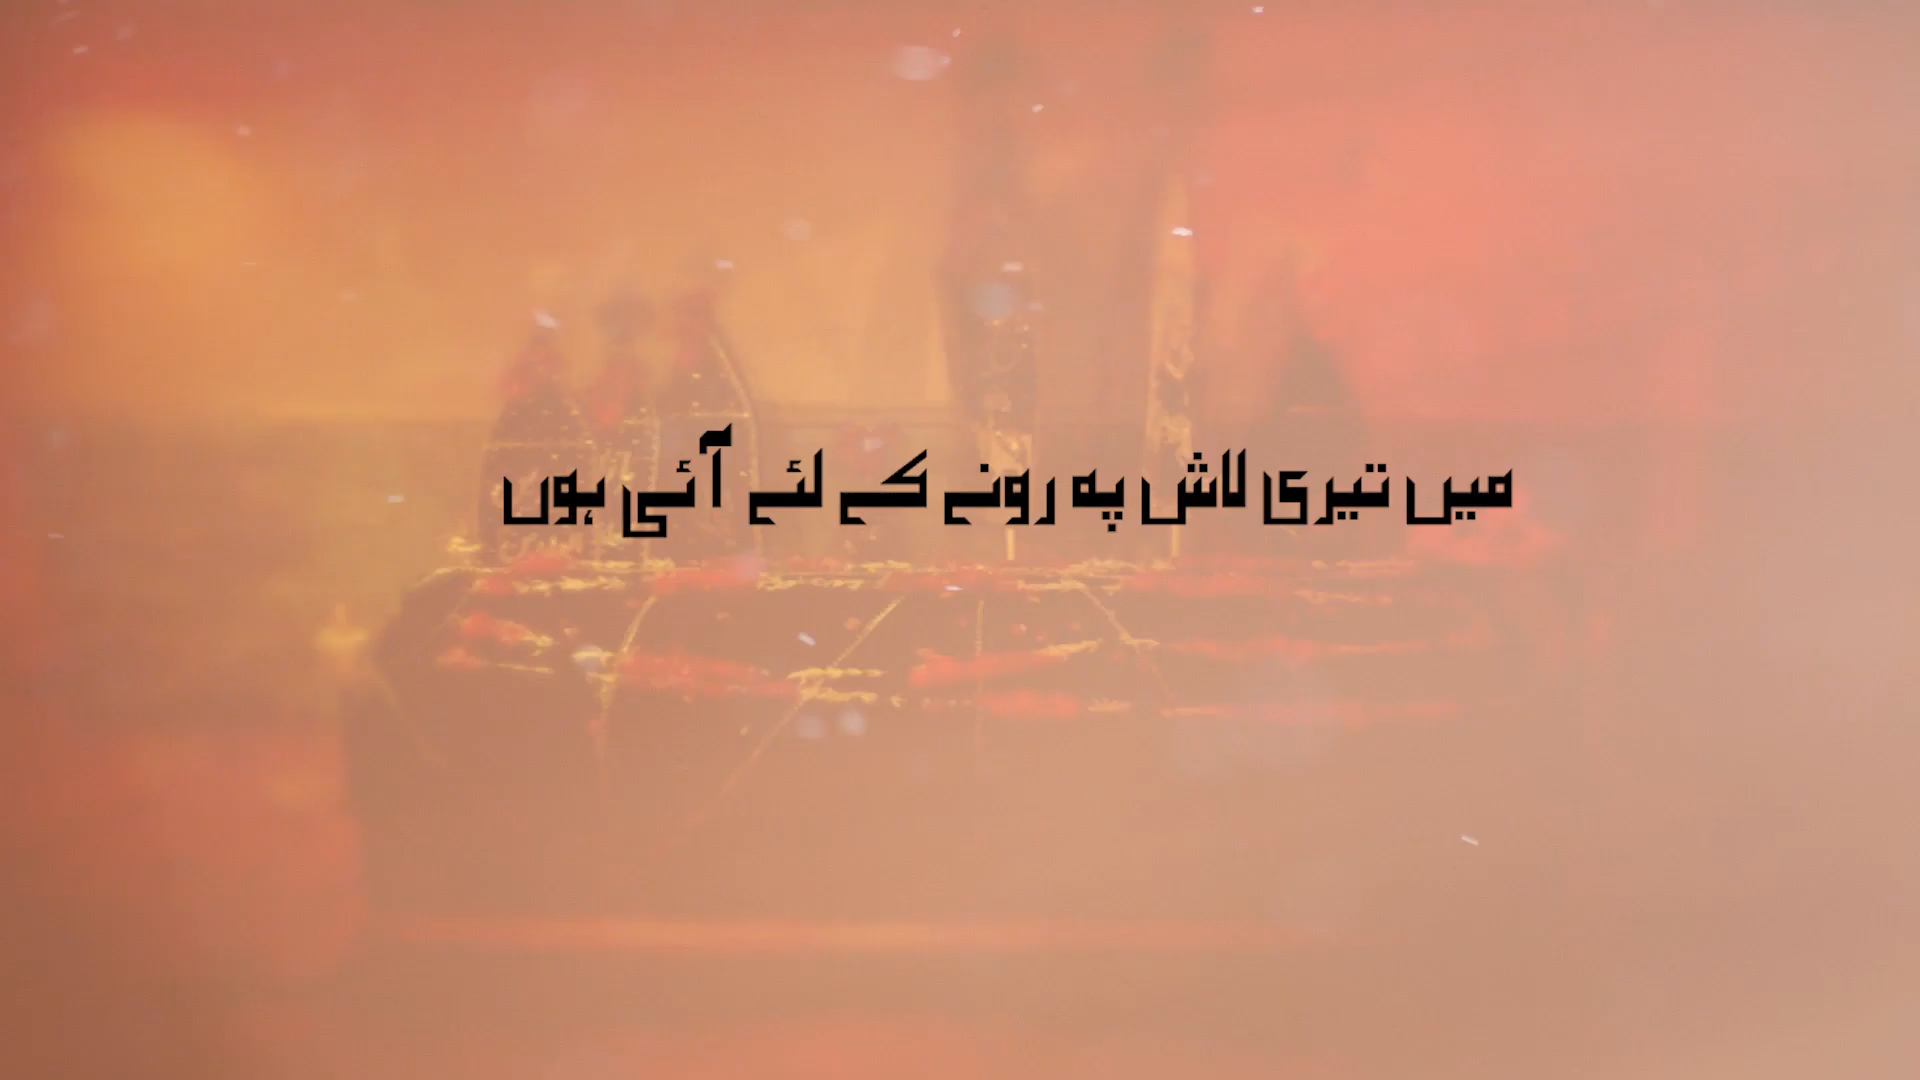 میں تیری لاش پہ رونے کے لئے آئی ہوں